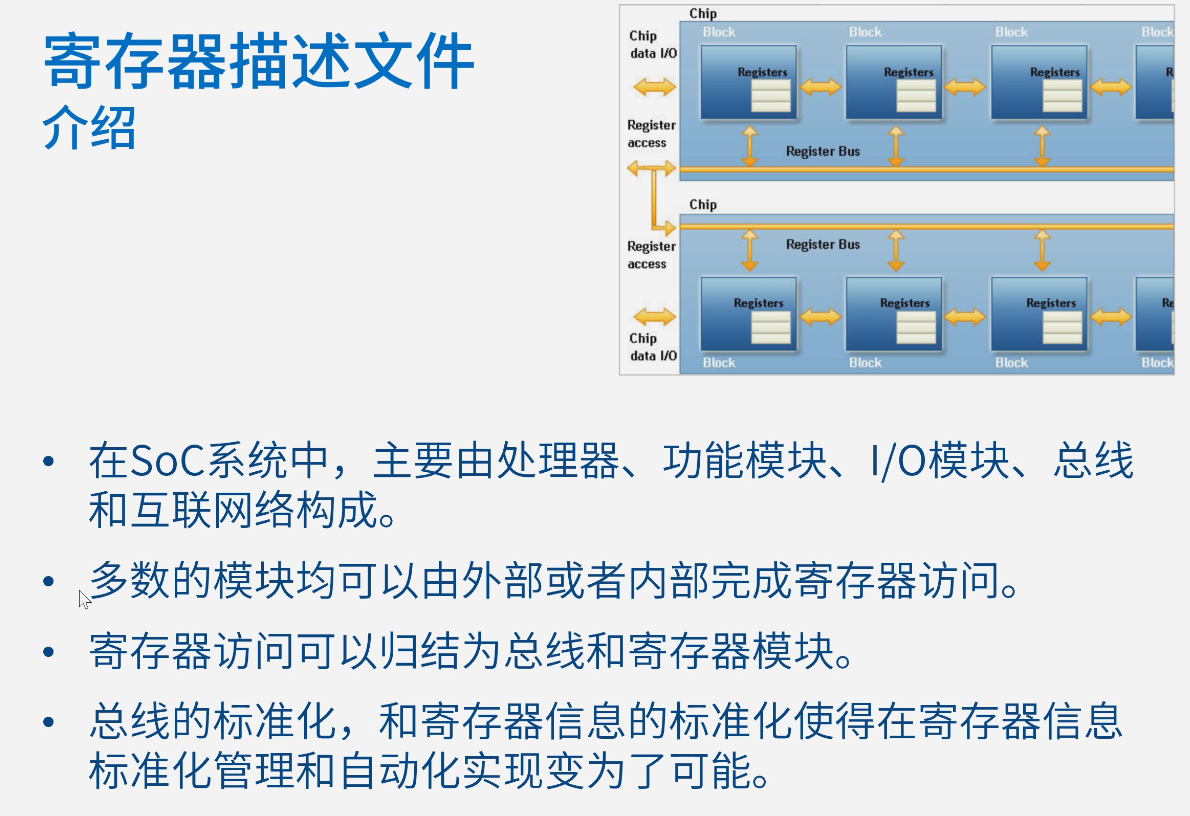 寄存器描述文件
介绍
Chip
Chip
data I/O
Block
Block
Block
Block
Registers
Registers
Registers
R
Register
access
Register Bus
Chip
Register Bus
Register
access
Registers
Registers
Registers
Re
Chip
data I/O
Block
Block
Block
Block
• 在SoC系统中，主要由处理器、功能模块、I/O模块、总线
和互联网络构成。
• 多数的模块均可以由外部或者内部完成寄存器访问。
• 寄存器访问可以归结为总线和寄存器模块。
• 总线的标准化，和寄存器信息的标准化使得在寄存器信息
标准化管理和自动化实现变为了可能。